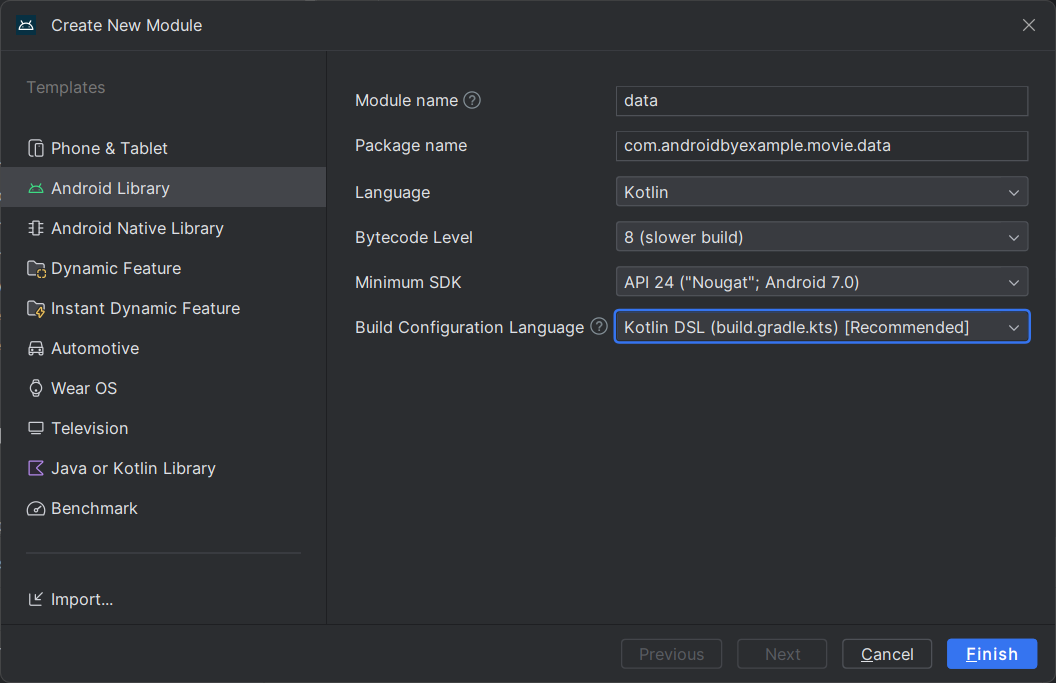 Create New Module
Templates
Phone & Tablet
Android Library
Android Native Library
Dynamic Feature
Instant Dynamic Feature
Automotive
Wear OS
Television
Java or Kotlin Library
Benchmark
Import...
Module name ?
data
Package name
com.androidbyexample.movie.data
Language
Kotlin
Bytecode Level
8 (slower build)
Minimum SDK
API 24 ("Nougat"; Android 7.0)
Build Configuration Language ?
Kotlin DSL (build.gradle.kts) [Recommended]
Previous
Next
Cancel
Finish